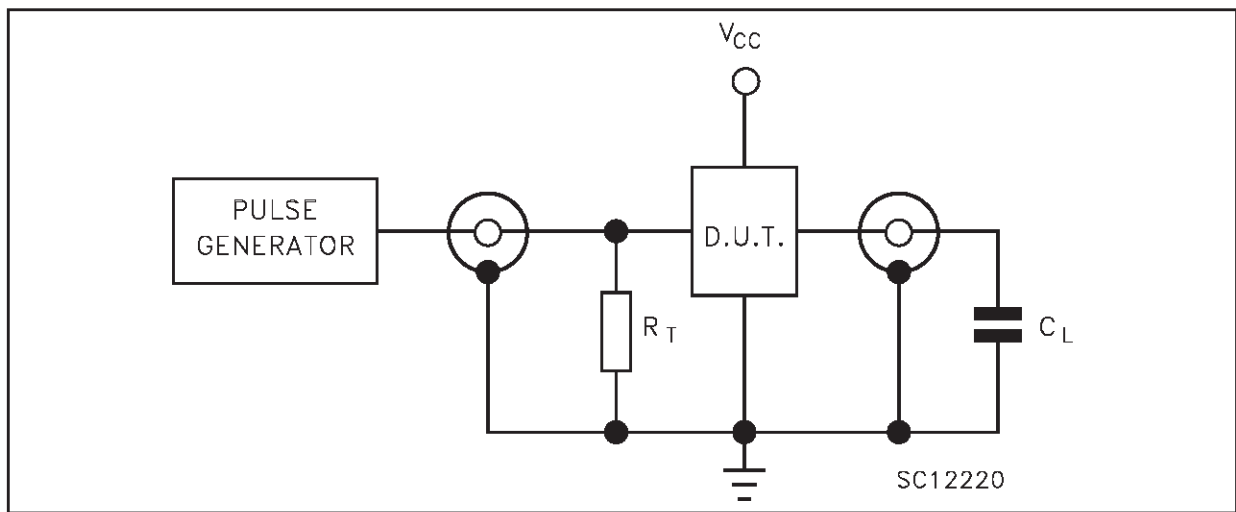 VCC
PULSE
GENERATOR
D.U.T.
RT
CL
SC12220